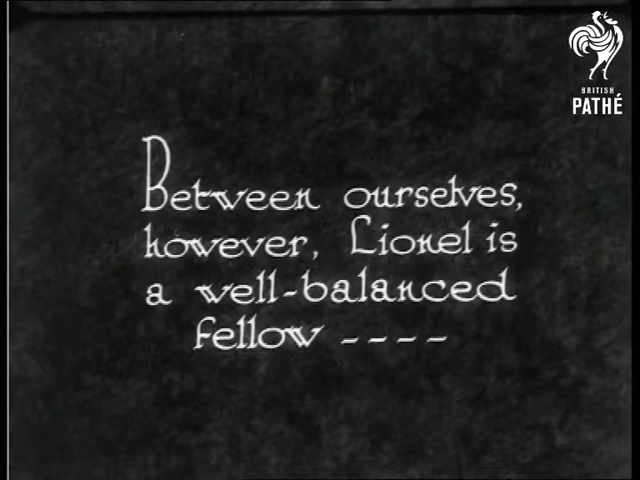 BRITISH
PATHÉ
Between ourselves,
however, Lionel is
a well-balanced
fellow ----